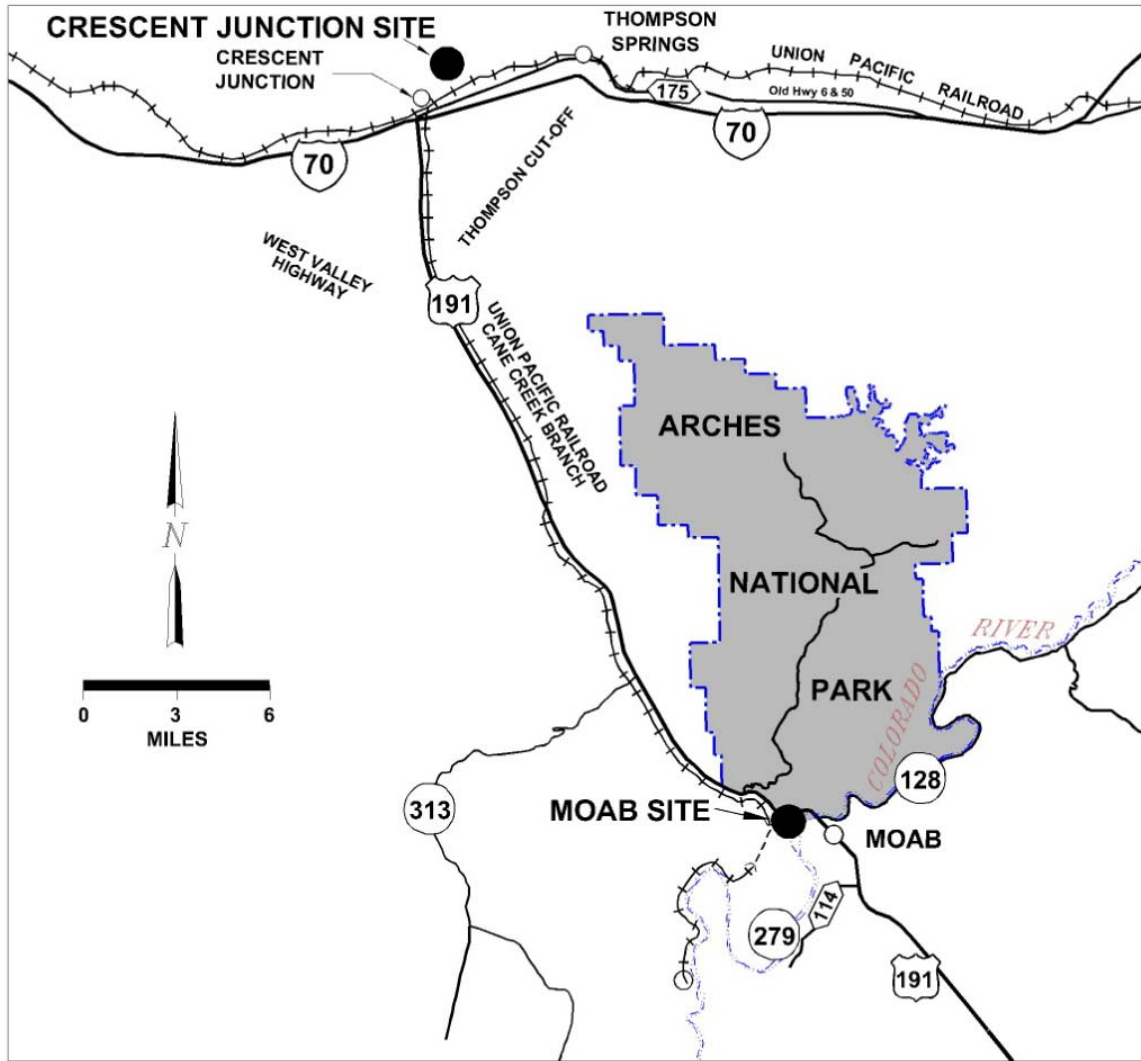 CRESCENT JUNCTION SITE
CRESCENT
JUNCTION
THOMPSON
SPRINGS
UNION PACIFIC RAILROAD
175
Old Hwy 6 & 50
70
70
THOMPSON CUT-OFF
WEST VALLEY
HIGHWAY
191
UNION PACIFIC RAILROAD
CANE CREEK BRANCH
ARCHES
NATIONAL
PARK
N
0 3 6
MILES
COLORADO
RIVER
128
313
MOAB SITE
MOAB
114
279
191